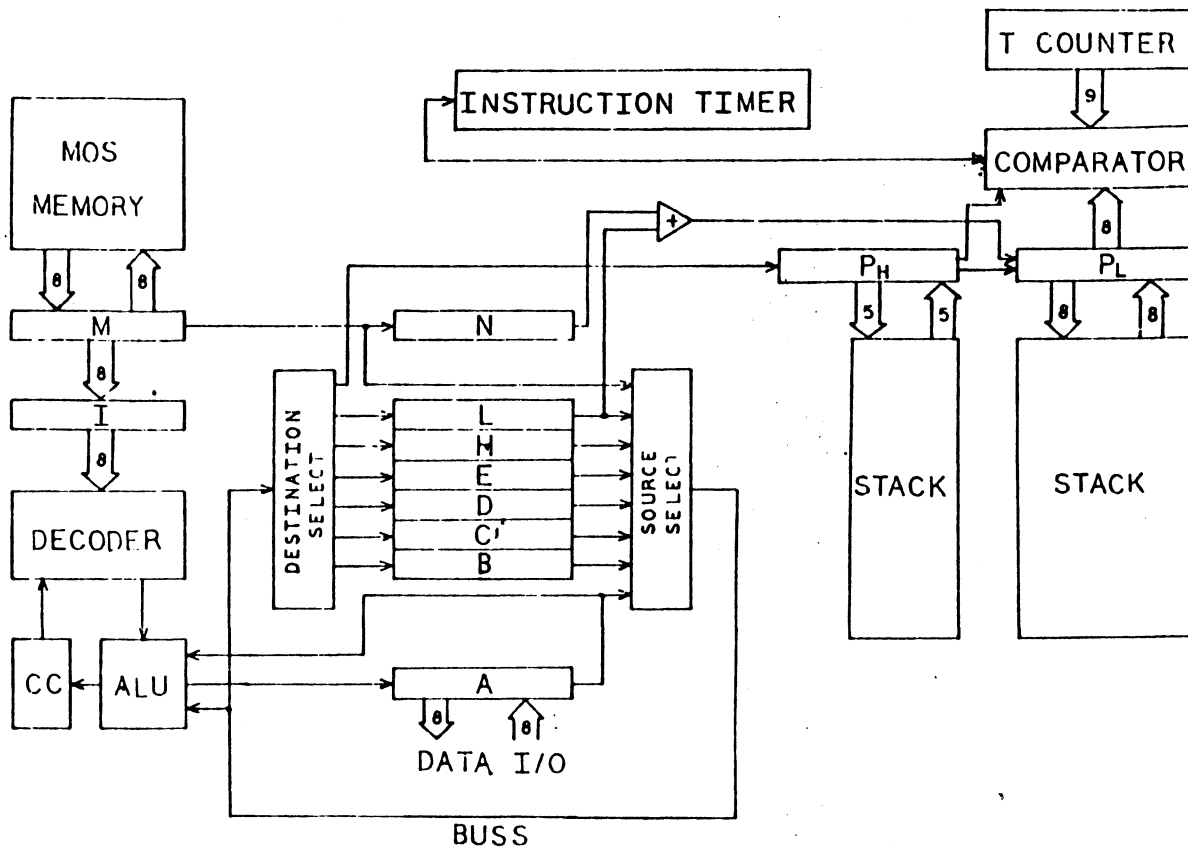 T COUNTER
9
INSTRUCTION TIMER
COMPARATOR
MOS
MEMORY
8
8
8
+
PH
PL
5
5
8
8
M
N
8
I
8
DECODER
CC
ALU
DESTINATION
SELECT
L
H
E
D
C
B
SOURCE
SELECT
STACK
STACK
A
8
8
DATA I/O
BUSS